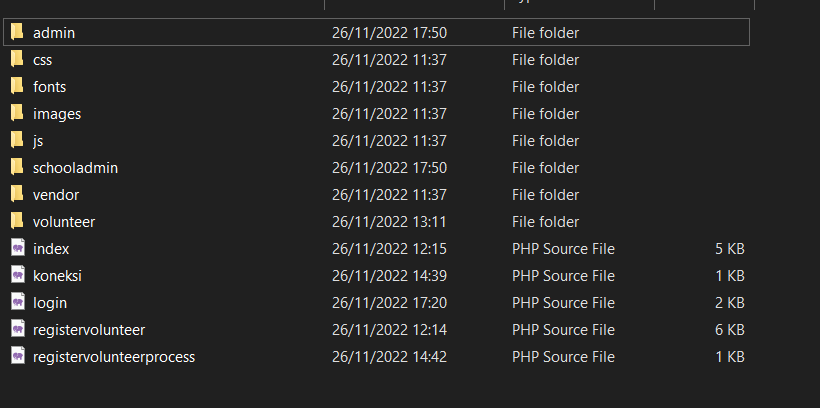 admin 26/11/2022 17:50 File folder
css 26/11/2022 11:37 File folder
fonts 26/11/2022 11:37 File folder
images 26/11/2022 11:37 File folder
js 26/11/2022 11:37 File folder
schooladmin 26/11/2022 17:50 File folder
vendor 26/11/2022 11:37 File folder
volunteer 26/11/2022 13:11 File folder
index 26/11/2022 12:15 PHP Source File 5 KB
koneksi 26/11/2022 14:39 PHP Source File 1 KB
login 26/11/2022 17:20 PHP Source File 2 KB
registervolunteer 26/11/2022 12:14 PHP Source File 6 KB
registervolunteerprocess 26/11/2022 14:42 PHP Source File 1 KB